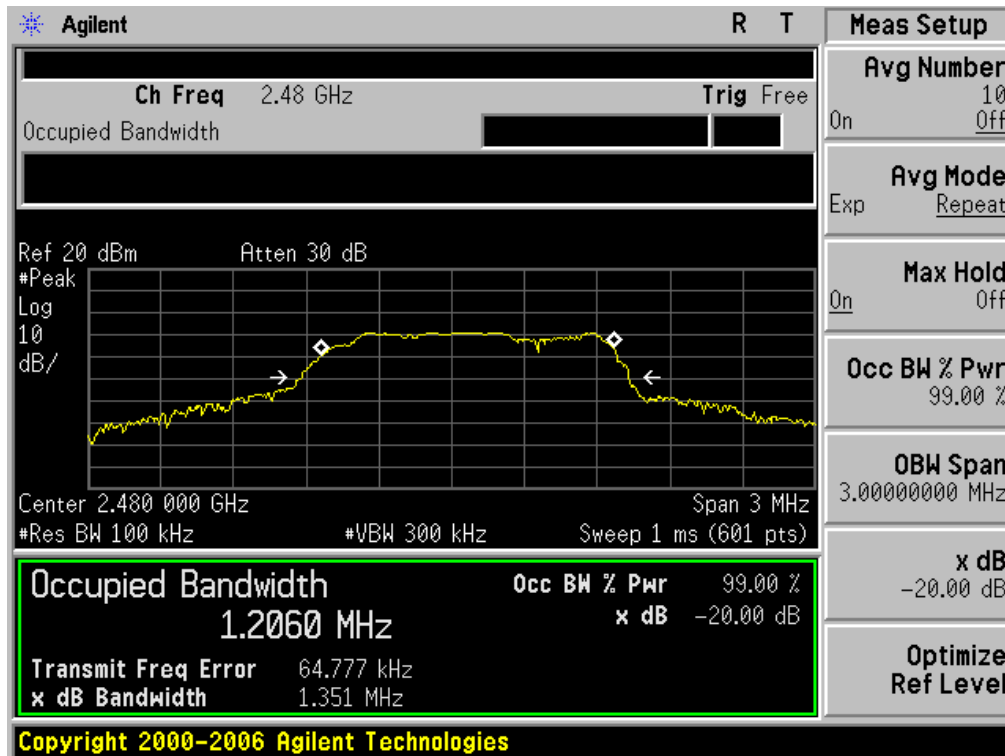 Agilent R T
Ch Freq 2.48 GHz Trig Free
Occupied Bandwidth
Ref 20 dBm Atten 30 dB
#Peak
Log
10
dB/
Center 2.480 000 GHz Span 3 MHz
#Res BW 100 kHz #VBW 300 kHz Sweep 1 ms (601 pts)
Occupied Bandwidth
1.2060 MHz
Occ BW % Pwr 99.00 %
x dB -20.00 dB
Transmit Freq Error 64.777 kHz
x dB Bandwidth 1.351 MHz
Copyright 2000-2006 Agilent Technologies
Meas Setup
Avg Number
10
On Off
Avg Mode
Exp Repeat
Max Hold
On Off
Occ BW % Pwr
99.00 %
OBW Span
3.00000000 MHz
x dB
-20.00 dB
Optimize
Ref Level